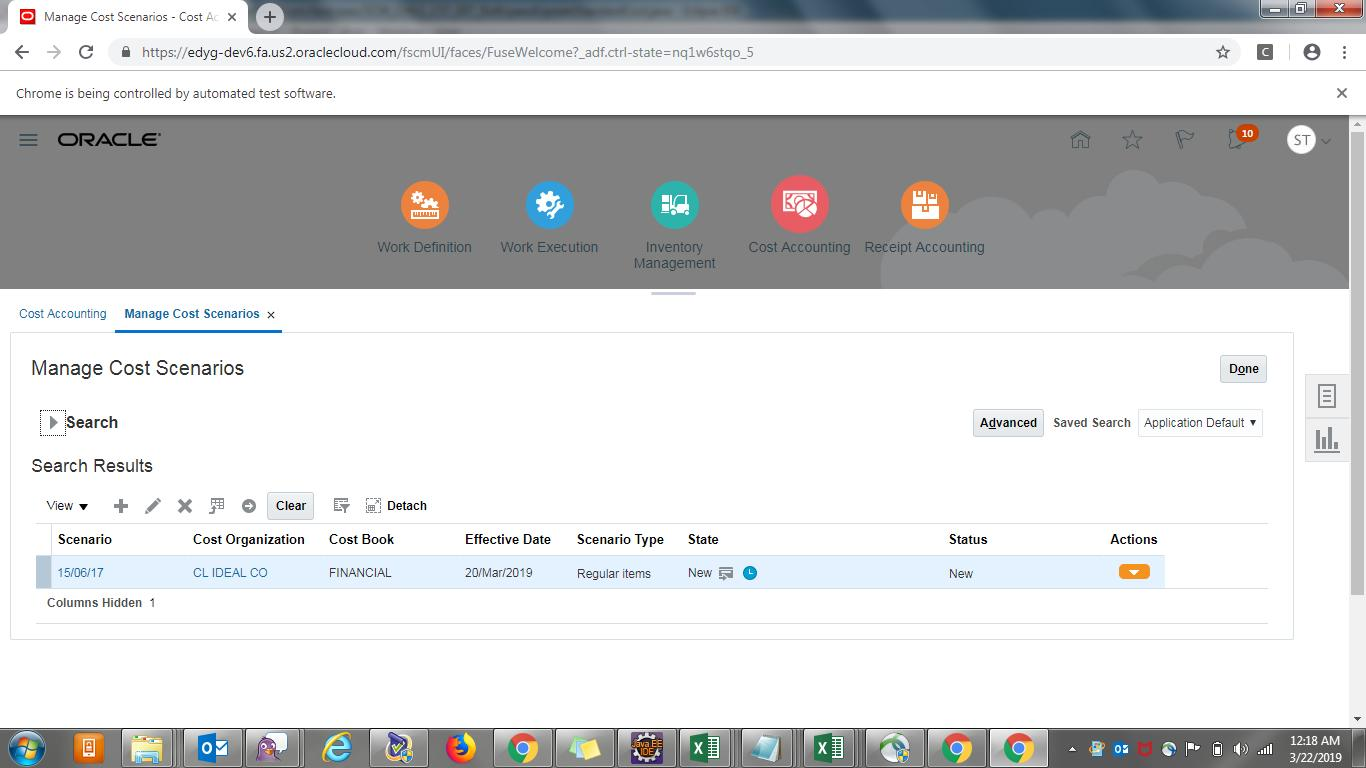 Manage Cost Scenarios - Cost Ac
https://edyg-dev6.fa.us2.oraclecloud.com/fscmUI/faces/FuseWelcome?_adf.ctrl-state=nq1w6stqo_5
C
Chrome is being controlled by automated test software.
ORACLE
10
ST
Work Definition
Work Execution
Inventory
Management
Cost Accounting
Receipt Accounting
Cost Accounting
Manage Cost Scenarios
Manage Cost Scenarios
Done
Search
Advanced
Saved Search
Application Default
Search Results
View
Clear
Detach
Scenario Cost Organization Cost Book Effective Date Scenario Type State Status Actions
15/06/17 CL IDEAL CO FINANCIAL 20/Mar/2019 Regular items New New
Columns Hidden 1
Java EE
IDE
12:18 AM
3/22/2019